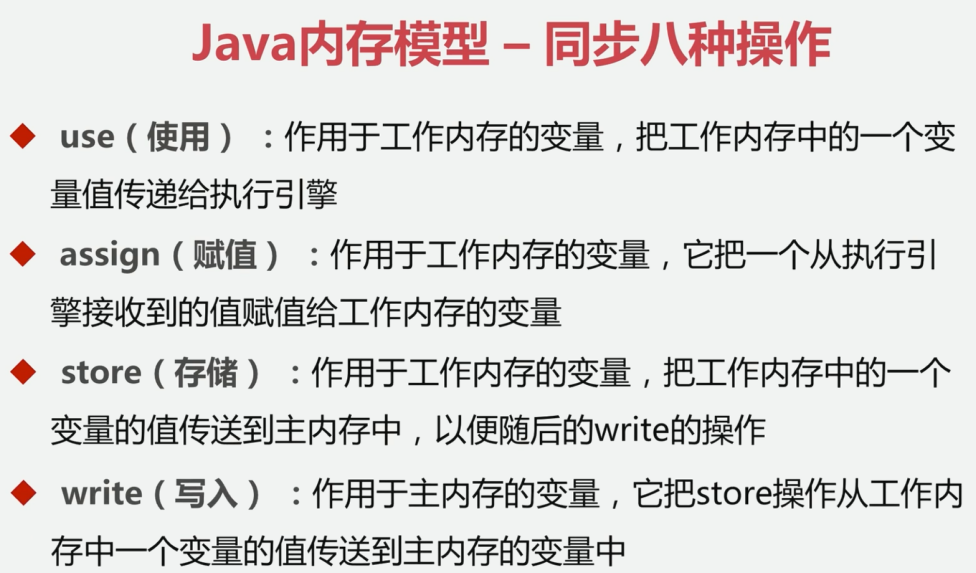 Java内存模型 – 同步八种操作
◆ use（使用） ：作用于工作内存的变量，把工作内存中的一个变
量值传递给执行引擎
◆ assign（赋值） ：作用于工作内存的变量，它把一个从执行引
擎接收到的值赋值给工作内存的变量
◆ store（存储） ：作用于工作内存的变量，把工作内存中的一个
变量的值传送到主内存中，以便随后的write的操作
◆ write（写入） ：作用于主内存的变量，它把store操作从工作内
存中一个变量的值传送到主内存的变量中